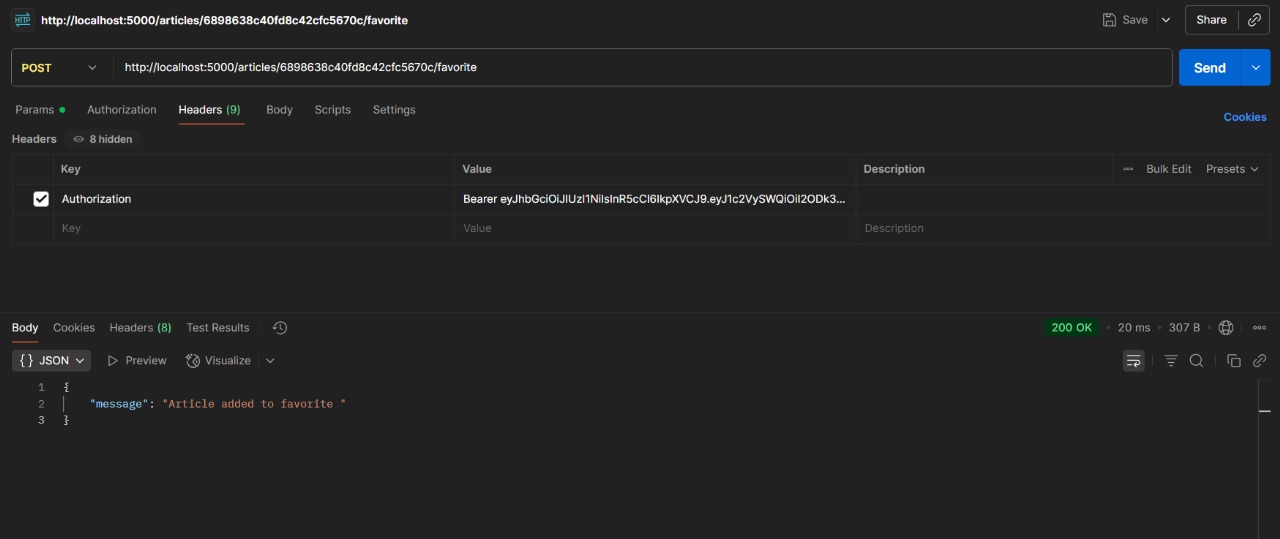 HTTP http://localhost:5000/articles/6898638c40fd8c42cfc5670c/favorite Save Share
POST http://localhost:5000/articles/6898638c40fd8c42cfc5670c/favorite Send
Params Authorization Headers (9) Body Scripts Settings Cookies
Headers 8 hidden
Key Value Description Bulk Edit Presets
Authorization Bearer eyJhbGciOiJIUzI1NiIsInR5cCI6IkpXVCJ9.eyJ1c2VySWQiOiI2ODk3...
Key Value Description
Body Cookies Headers (8) Test Results 200 OK • 20 ms • 307 B
{} JSON Preview Visualize
1 {
2 "message": "Article added to favorite "
3 }